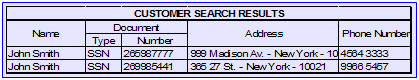 CUSTOMER SEARCH RESULTS
Name Document Address Phone Number
Type Number
John Smith SSN 265987777 999 Madison Av. - New York - 10 4564 3333
John Smith SSN 269985441 365 27 St. - New York - 10021 9966 5457